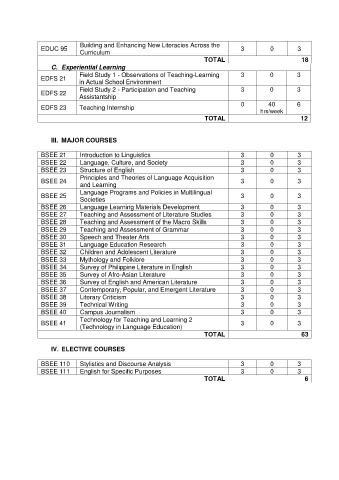 EDUC 95 Building and Enhancing New Literacies Across the Curriculum 3 0 3
TOTAL 18
C. Experiential Learning
EDFS 21 Field Study 1 - Observations of Teaching-Learning in Actual School Environment 3 0 3
EDFS 22 Field Study 2 - Participation and Teaching Assistantship 3 0 3
EDFS 23 Teaching Internship 0 40 hrs/week 6
TOTAL 12
III. MAJOR COURSES
BSEE 21 Introduction to Linguistics 3 0 3
BSEE 22 Language, Culture, and Society 3 0 3
BSEE 23 Structure of English 3 0 3
BSEE 24 Principles and Theories of Language Acquisition and Learning 3 0 3
BSEE 25 Language Programs and Policies in Multilingual Societies 3 0 3
BSEE 26 Language Learning Materials Development 3 0 3
BSEE 27 Teaching and Assessment of Literature Studies 3 0 3
BSEE 28 Teaching and Assessment of the Macro Skills 3 0 3
BSEE 29 Teaching and Assessment of Grammar 3 0 3
BSEE 30 Speech and Theater Arts 3 0 3
BSEE 31 Language Education Research 3 0 3
BSEE 32 Children and Adolescent Literature 3 0 3
BSEE 33 Mythology and Folklore 3 0 3
BSEE 34 Survey of Philippine Literature in English 3 0 3
BSEE 35 Survey of Afro-Asian Literature 3 0 3
BSEE 36 Survey of English and American Literature 3 0 3
BSEE 37 Contemporary, Popular, and Emergent Literature 3 0 3
BSEE 38 Literary Criticism 3 0 3
BSEE 39 Technical Writing 3 0 3
BSEE 40 Campus Journalism 3 0 3
BSEE 41 Technology for Teaching and Learning 2 (Technology in Language Education) 3 0 3
TOTAL 63
IV. ELECTIVE COURSES
BSEE 110 Stylistics and Discourse Analysis 3 0 3
BSEE 111 English for Specific Purposes 3 0 3
TOTAL 6